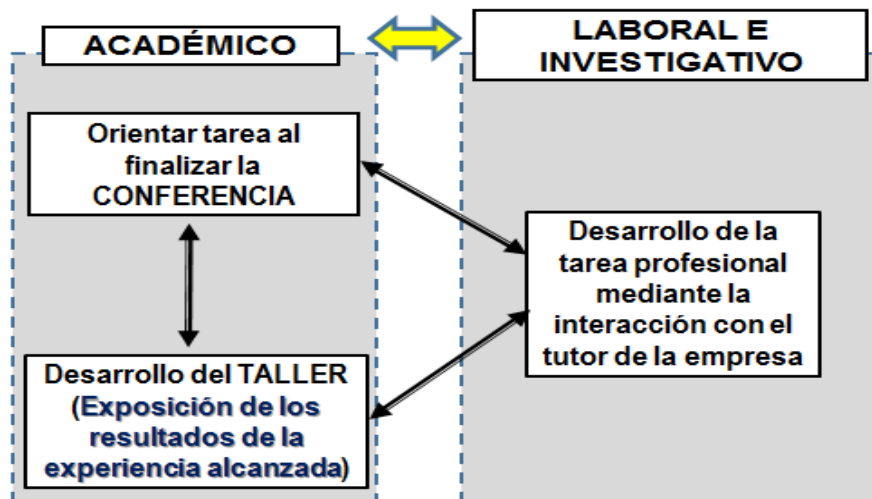 ACADÉMICO
LABORAL E
INVESTIGATIVO
Orientar tarea al
finalizar la
CONFERENCIA
Desarrollo de la
tarea profesional
mediante la
interacción con el
tutor de la empresa
Desarrollo del TALLER
(Exposición de los
resultados de la
experiencia alcanzada)